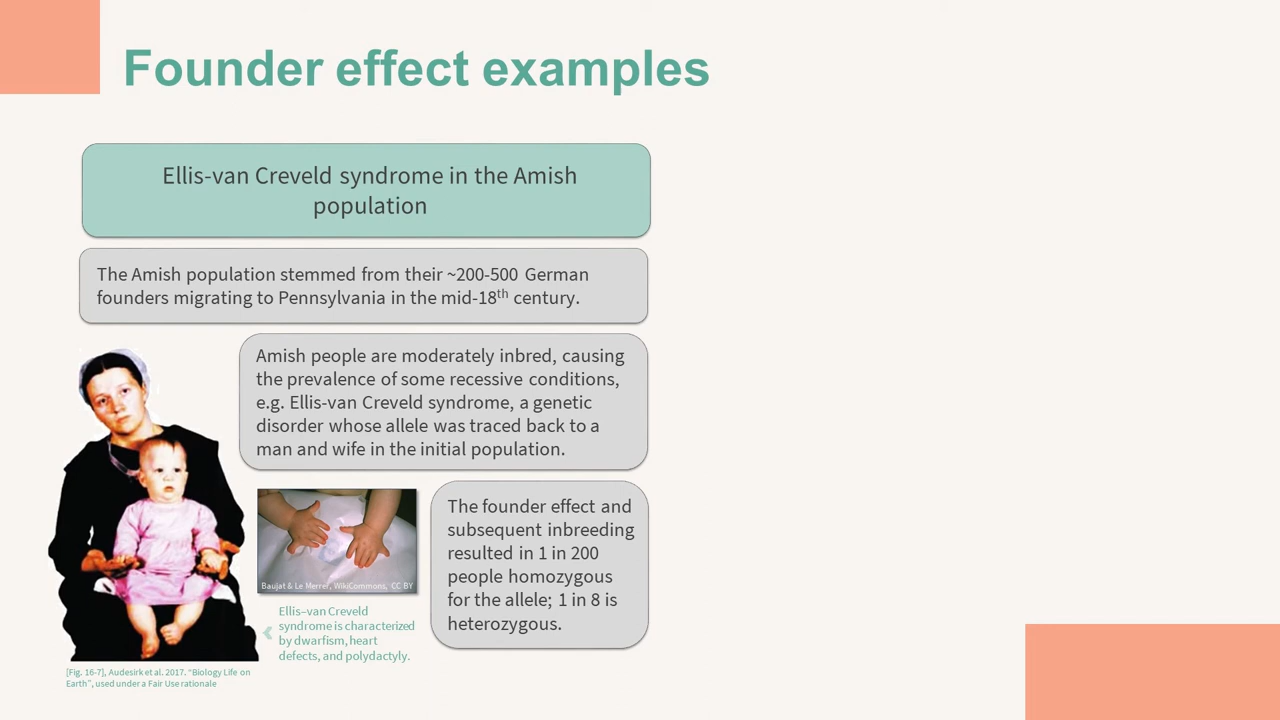 Founder effect examples
Ellis-van Creveld syndrome in the Amish
population
The Amish population stemmed from their ~200-500 German
founders migrating to Pennsylvania in the mid-18th century.
Amish people are moderately inbred, causing
the prevalence of some recessive conditions,
e.g. Ellis-van Creveld syndrome, a genetic
disorder whose allele was traced back to a
man and wife in the initial population.
The founder effect and
subsequent inbreeding
resulted in 1 in 200
people homozygous
for the allele; 1 in 8 is
heterozygous.
Baujat & Le Merrer, WikiCommons, CC BY
Ellis–van Creveld
syndrome is characterized
by dwarfism, heart
defects, and polydactyly.
[Fig. 16-7], Audesirk et al. 2017. “Biology Life on
Earth”, used under a Fair Use rationale